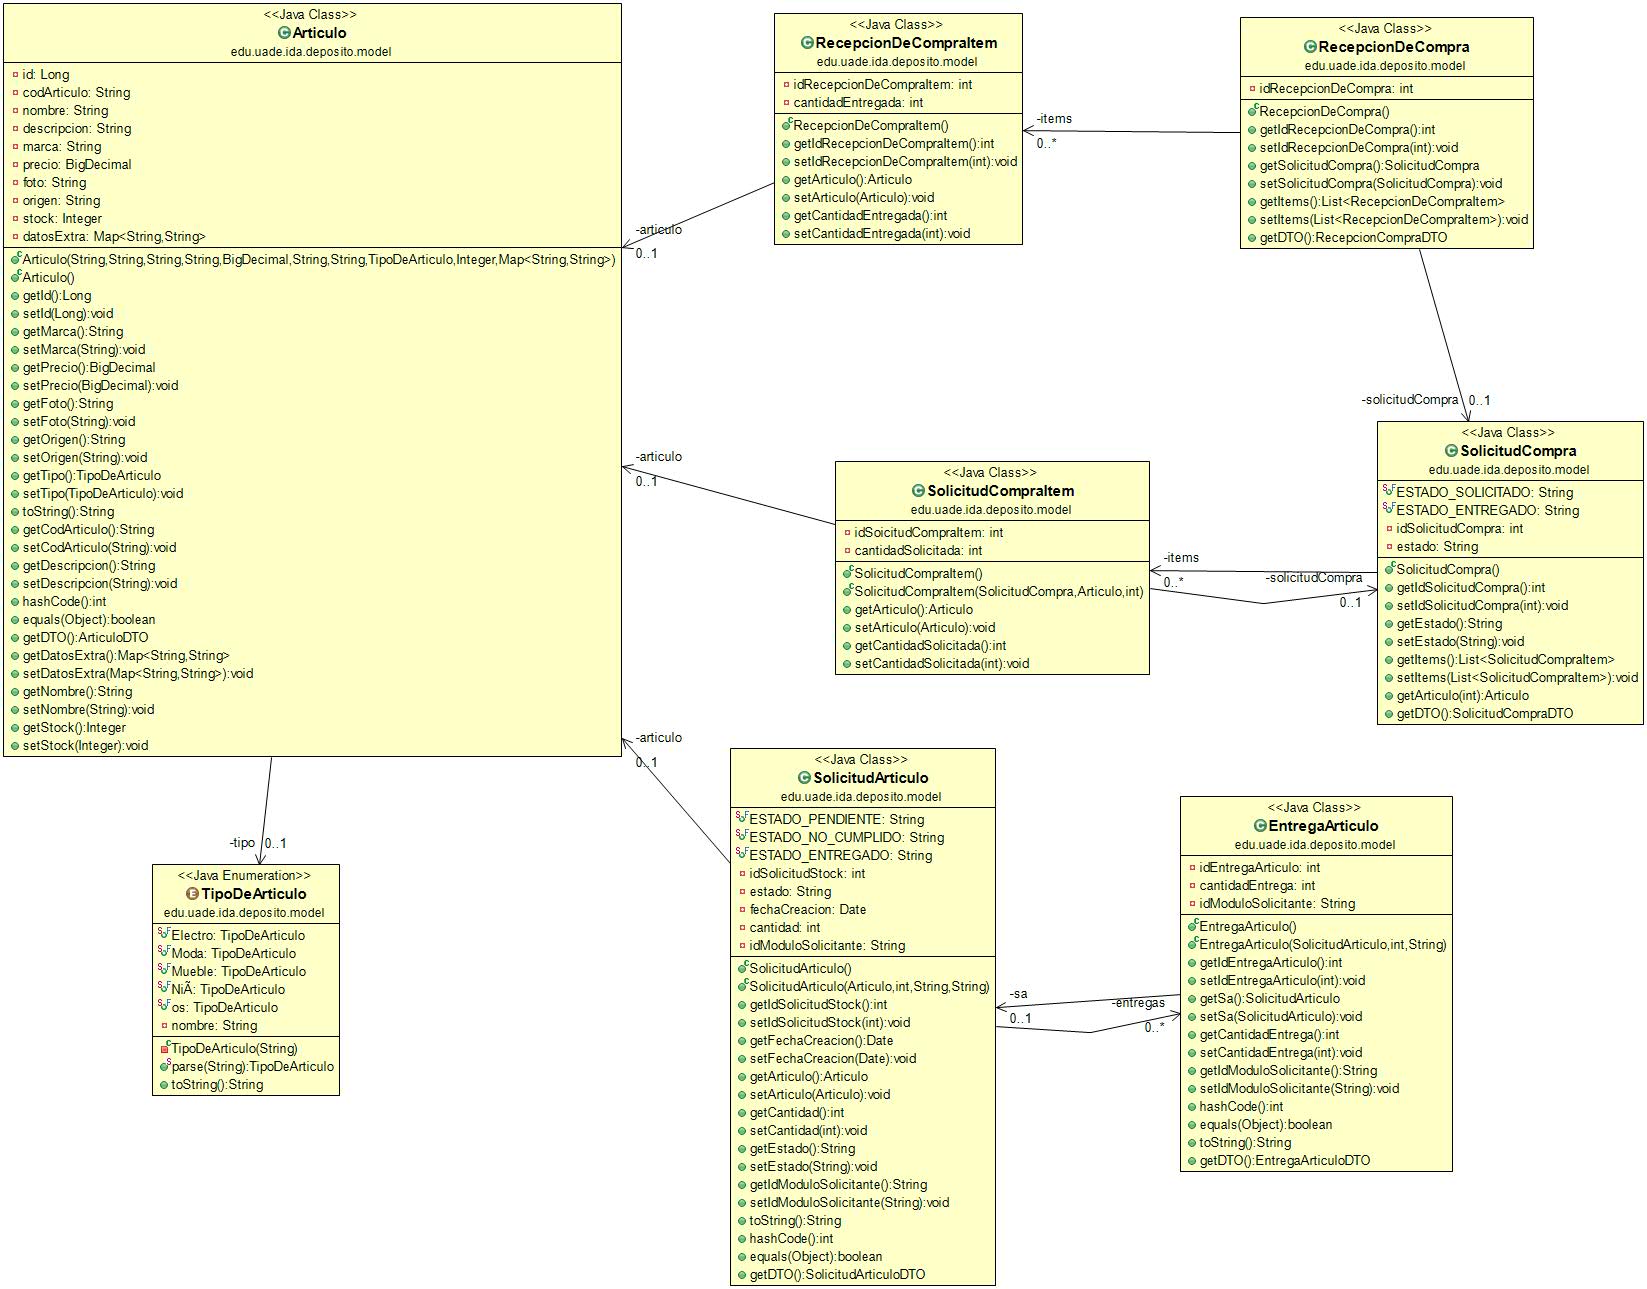 <<Java Class>>
Articulo
edu.uade.ida.deposito.model
id: Long
codArticulo: String
nombre: String
descripcion: String
marca: String
precio: BigDecimal
foto: String
origen: String
stock: Integer
datosExtra: Map<String,String>
Articulo(String,String,String,String,BigDecimal,String,String,TipoDeArticulo,Integer,Map<String,String>)
Articulo()
getId():Long
setId(Long):void
getMarca():String
setMarca(String):void
getPrecio():BigDecimal
setPrecio(BigDecimal):void
getFoto():String
setFoto(String):void
getOrigen():String
setOrigen(String):void
getTipo():TipoDeArticulo
setTipo(TipoDeArticulo):void
toString():String
getCodArticulo():String
setCodArticulo(String):void
getDescripcion():String
setDescripcion(String):void
hashCode():int
equals(Object):boolean
getDTO():ArticuloDTO
getDatosExtra():Map<String,String>
setDatosExtra(Map<String,String>):void
getNombre():String
setNombre(String):void
getStock():Integer
setStock(Integer):void
<<Java Class>>
RecepcionDeCompraItem
edu.uade.ida.deposito.model
idRecepcionDeCompraItem: int
cantidadEntregada: int
RecepcionDeCompraItem()
getIdRecepcionDeCompraItem():int
setIdRecepcionDeCompraItem(int):void
getArticulo():Articulo
setArticulo(Articulo):void
getCantidadEntregada():int
setCantidadEntregada(int):void
-articulo
0..1
<<Java Class>>
RecepcionDeCompra
edu.uade.ida.deposito.model
idRecepcionDeCompra: int
RecepcionDeCompra()
getIdRecepcionDeCompra():int
setIdRecepcionDeCompra(int):void
getSolicitudCompra():SolicitudCompra
setSolicitudCompra(SolicitudCompra):void
getItems():List<RecepcionDeCompraItem>
setItems(List<RecepcionDeCompraItem>):void
getDTO():RecepcionCompraDTO
-items
0..*
-solicitudCompra 0..1
<<Java Class>>
SolicitudCompra
edu.uade.ida.deposito.model
ESTADO_SOLICITADO: String
ESTADO_ENTREGADO: String
idSolicitudCompra: int
estado: String
SolicitudCompra()
getIdSolicitudCompra():int
setIdSolicitudCompra(int):void
getEstado():String
setEstado(String):void
getItems():List<SolicitudCompraItem>
setItems(List<SolicitudCompraItem>):void
getArticulo(int):Articulo
getDTO():SolicitudCompraDTO
-articulo
0..1
<<Java Class>>
SolicitudCompraItem
edu.uade.ida.deposito.model
idSoicitudCompraItem: int
cantidadSolicitada: int
SolicitudCompraItem()
SolicitudCompraItem(SolicitudCompra,Articulo,int)
getArticulo():Articulo
setArticulo(Articulo):void
getCantidadSolicitada():int
setCantidadSolicitada(int):void
-items
0..*
-solicitudCompra
0..1
-articulo
0..1
<<Java Class>>
SolicitudArticulo
edu.uade.ida.deposito.model
ESTADO_PENDIENTE: String
ESTADO_NO_CUMPLIDO: String
ESTADO_ENTREGADO: String
idSolicitudStock: int
estado: String
fechaCreacion: Date
cantidad: int
idModuloSolicitante: String
SolicitudArticulo()
SolicitudArticulo(Articulo,int,String,String)
getIdSolicitudStock():int
setIdSolicitudStock(int):void
getFechaCreacion():Date
setFechaCreacion(Date):void
getArticulo():Articulo
setArticulo(Articulo):void
getCantidad():int
setCantidad(int):void
getEstado():String
setEstado(String):void
getIdModuloSolicitante():String
setIdModuloSolicitante(String):void
toString():String
hashCode():int
equals(Object):boolean
getDTO():SolicitudArticuloDTO
-sa
0..1
-entregas
0..*
<<Java Class>>
EntregaArticulo
edu.uade.ida.deposito.model
idEntregaArticulo: int
cantidadEntrega: int
idModuloSolicitante: String
EntregaArticulo()
EntregaArticulo(SolicitudArticulo,int,String)
getIdEntregaArticulo():int
setIdEntregaArticulo(int):void
getSa():SolicitudArticulo
setSa(SolicitudArticulo):void
getCantidadEntrega():int
setCantidadEntrega(int):void
getIdModuloSolicitante():String
setIdModuloSolicitante(String):void
hashCode():int
equals(Object):boolean
toString():String
getDTO():EntregaArticuloDTO
-tipo 0..1
<<Java Enumeration>>
TipoDeArticulo
edu.uade.ida.deposito.model
Electro: TipoDeArticulo
Moda: TipoDeArticulo
Mueble: TipoDeArticulo
NiÃ: TipoDeArticulo
os: TipoDeArticulo
nombre: String
TipoDeArticulo(String)
parse(String):TipoDeArticulo
toString():String